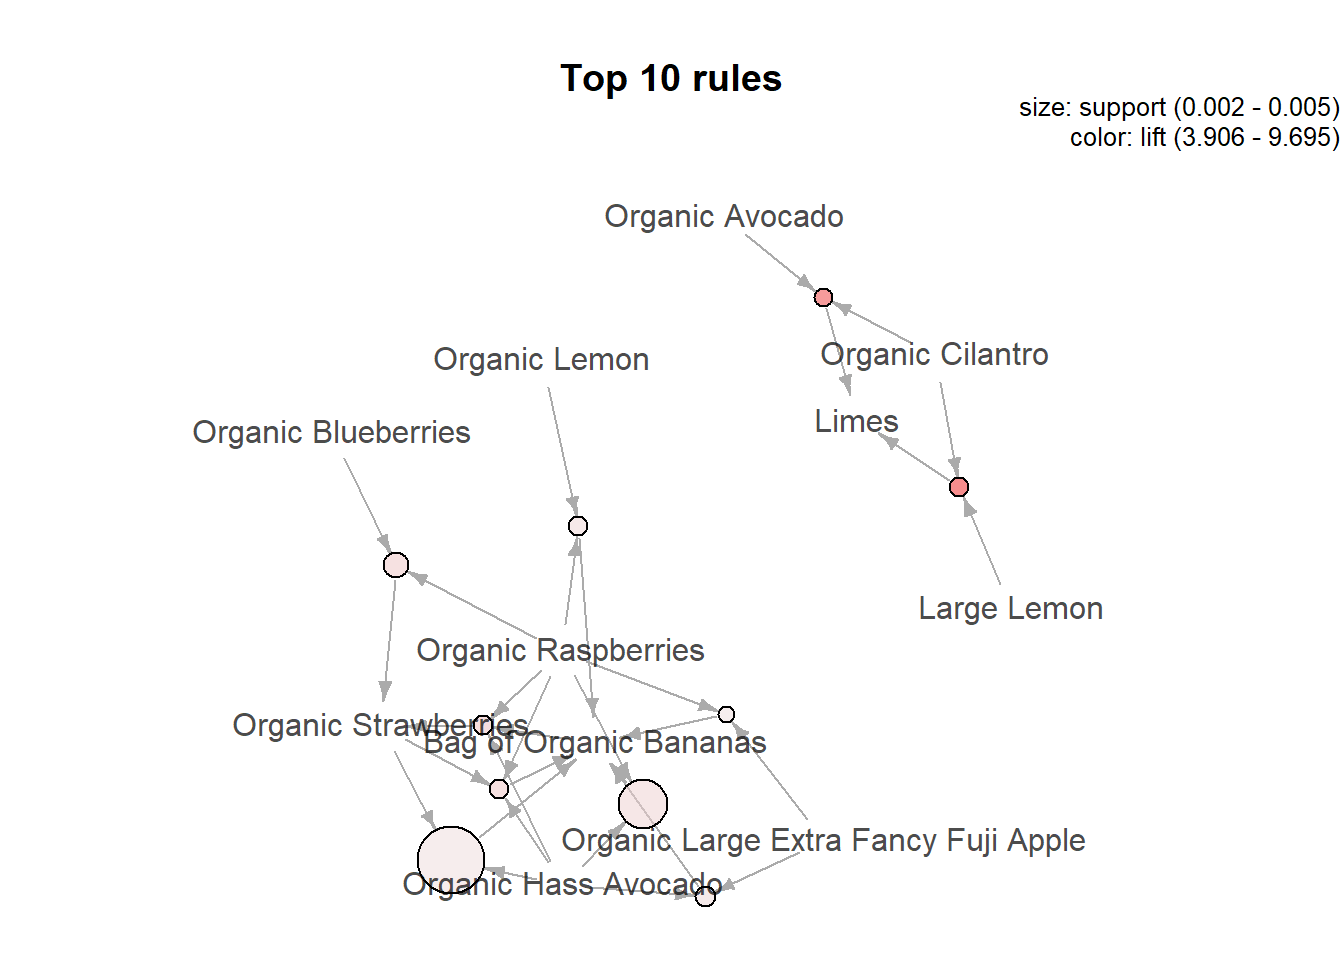 Top 10 rules
size: support (0.002 - 0.005)
color: lift (3.906 - 9.695)
Organic Avocado
Organic Cilantro
Organic Lemon
Limes
Organic Blueberries
Large Lemon
Organic Raspberries
Organic Strawberries
Bag of Organic Bananas
Organic Large Extra Fancy Fuji Apple
Organic Hass Avocado